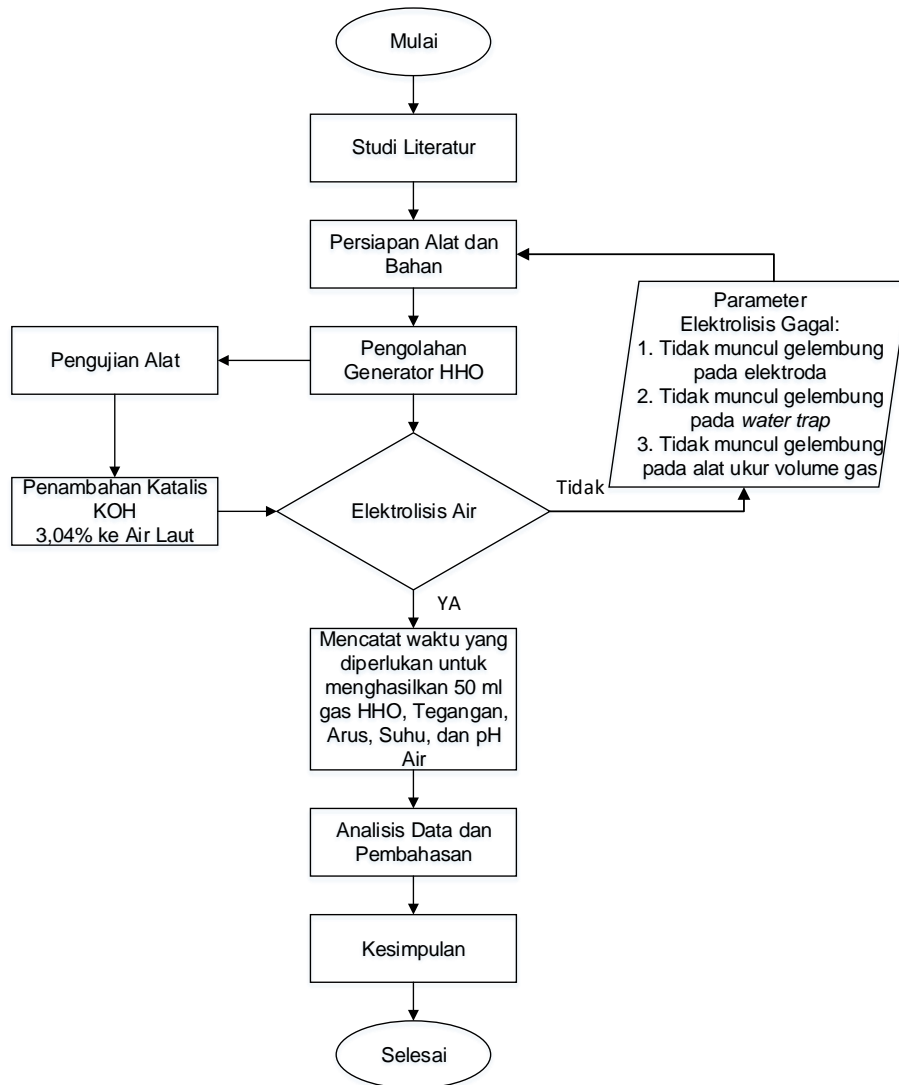 Mulai
Studi Literatur
Persiapan Alat dan
Bahan
Parameter
Elektrolisis Gagal:
1. Tidak muncul gelembung
pada elektroda
2. Tidak muncul gelembung
pada water trap
3. Tidak muncul gelembung
pada alat ukur volume gas
Pengolahan
Generator HHO
Pengujian Alat
Penambahan Katalis
KOH
3,04% ke Air Laut
Elektrolisis Air
Tidak
YA
Mencatat waktu yang
diperlukan untuk
menghasilkan 50 ml
gas HHO, Tegangan,
Arus, Suhu, dan pH
Air
Analisis Data dan
Pembahasan
Kesimpulan
Selesai